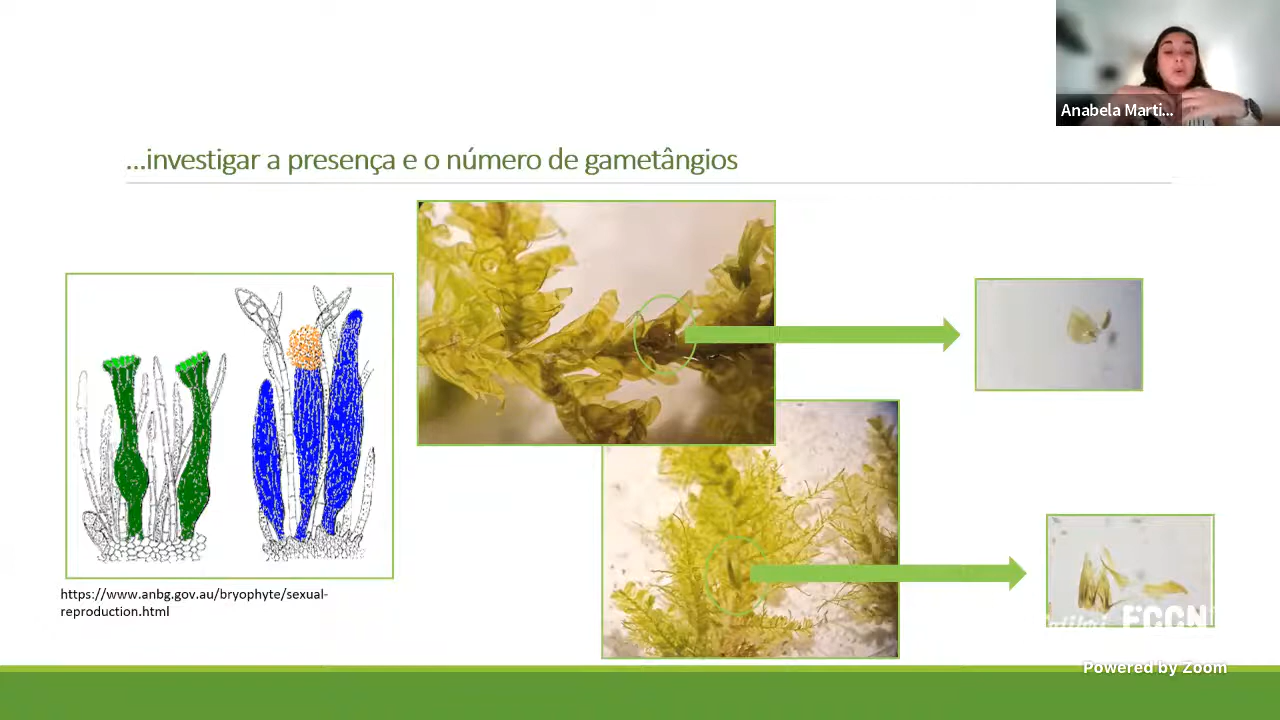 Anabela Marti...
...investigar a presença e o número de gametângios
https://www.anbg.gov.au/bryophyte/sexual-
reproduction.html
FCCN
Powered by Zoom